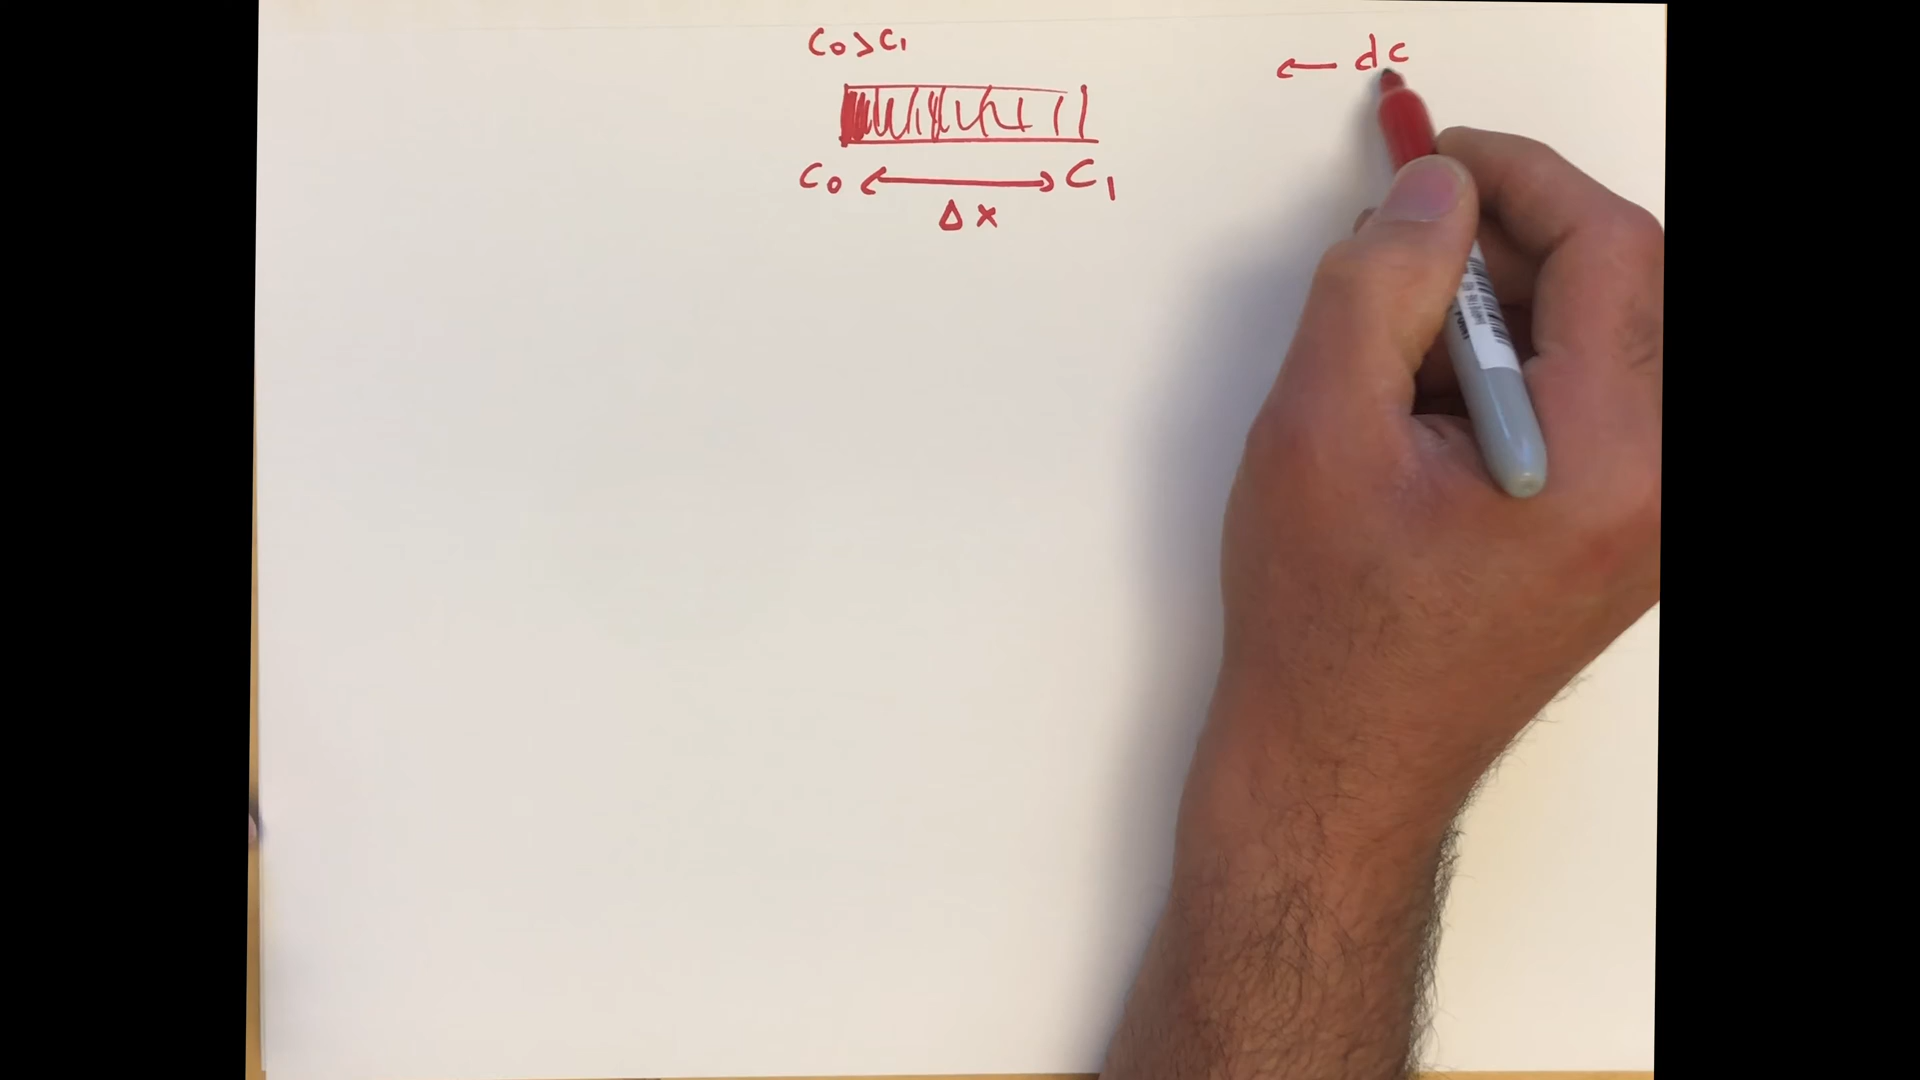 C₀>C₁
← dc
C₀ ↔ C₁
Δx